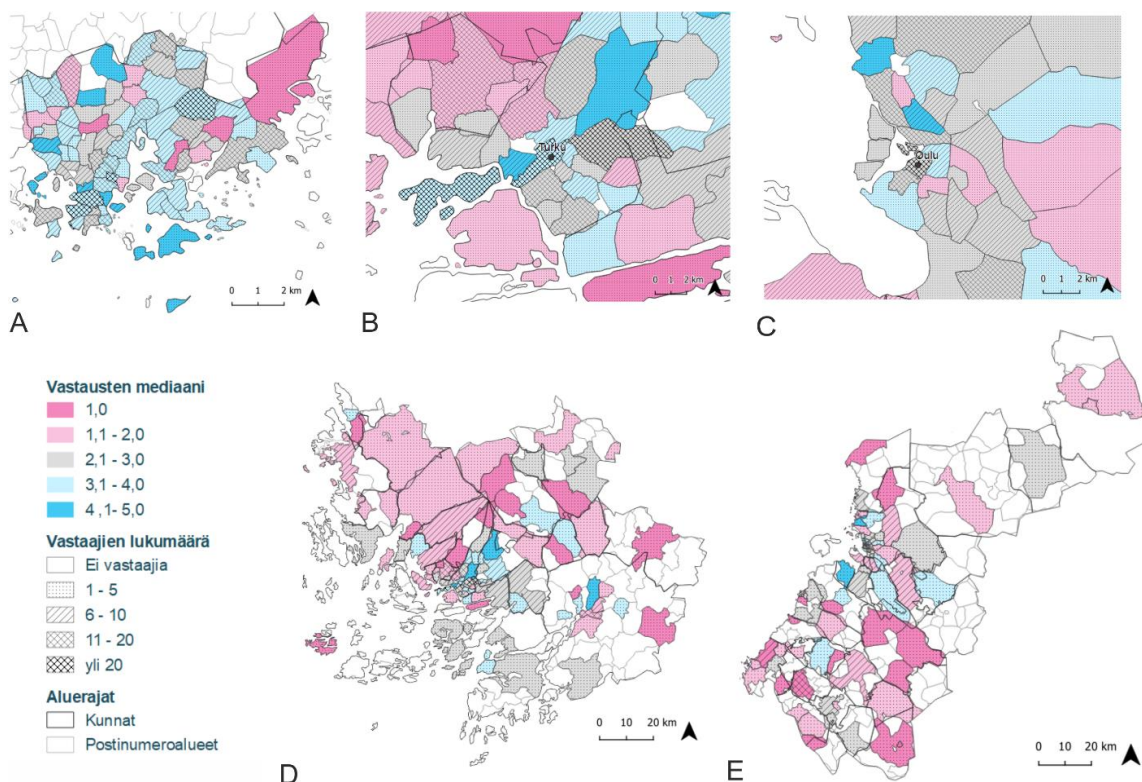 0 1 2 km
A
Turku
0 1 2 km
B
Oulu
0 1 2 km
C
Vastausten mediaani
1,0
1,1 - 2,0
2,1 - 3,0
3,1 - 4,0
4,1- 5,0
Vastaajien lukumäärä
Ei vastaajia
1 - 5
6 - 10
11 - 20
yli 20
Aluerajat
Kunnat
Postinumeroalueet
0 10 20 km
D
0 10 20 km
E